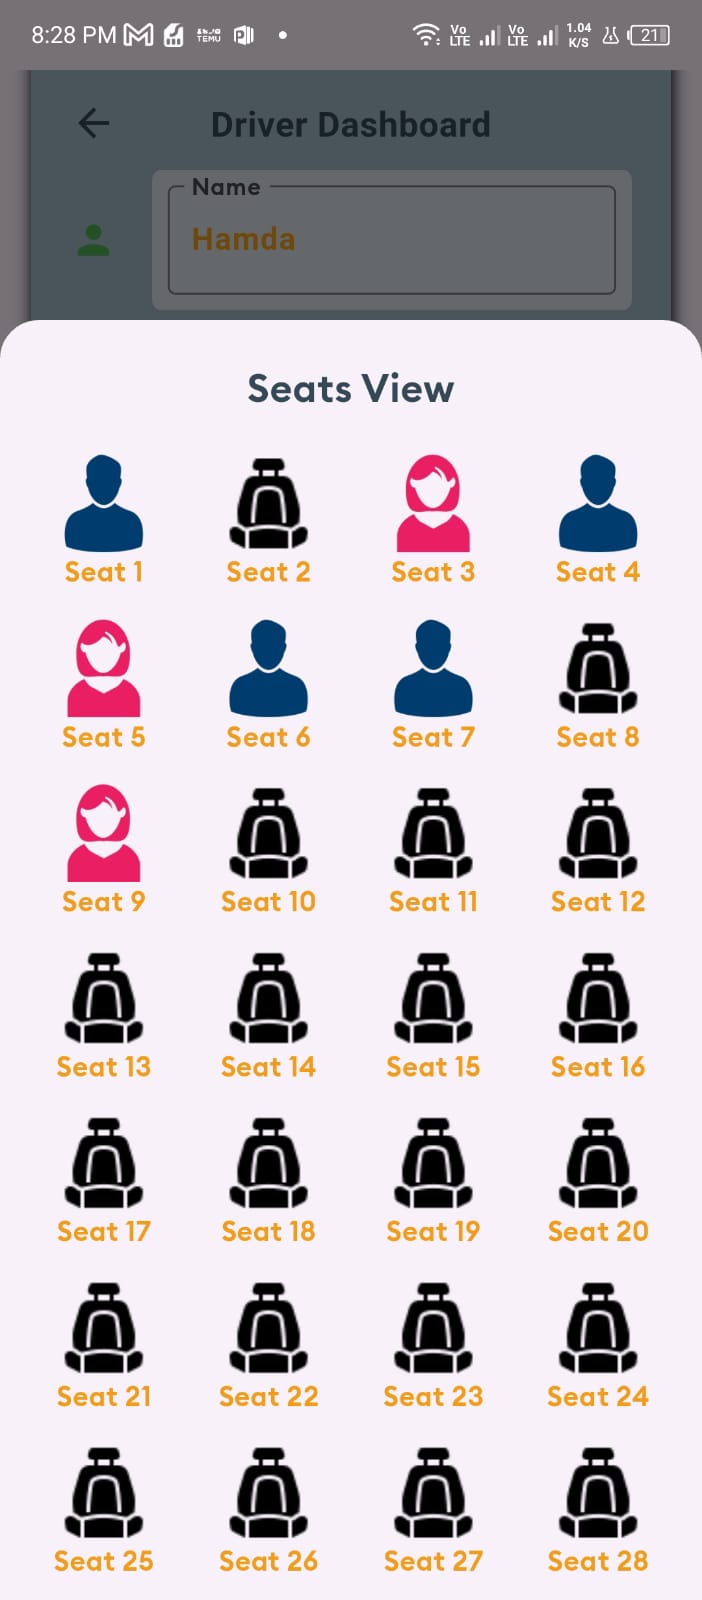 8:28 PM TEMU Vo LTE Vo LTE 1.04 K/S 21
Driver Dashboard
Name
Hamda
Seats View
Seat 1 Seat 2 Seat 3 Seat 4
Seat 5 Seat 6 Seat 7 Seat 8
Seat 9 Seat 10 Seat 11 Seat 12
Seat 13 Seat 14 Seat 15 Seat 16
Seat 17 Seat 18 Seat 19 Seat 20
Seat 21 Seat 22 Seat 23 Seat 24
Seat 25 Seat 26 Seat 27 Seat 28